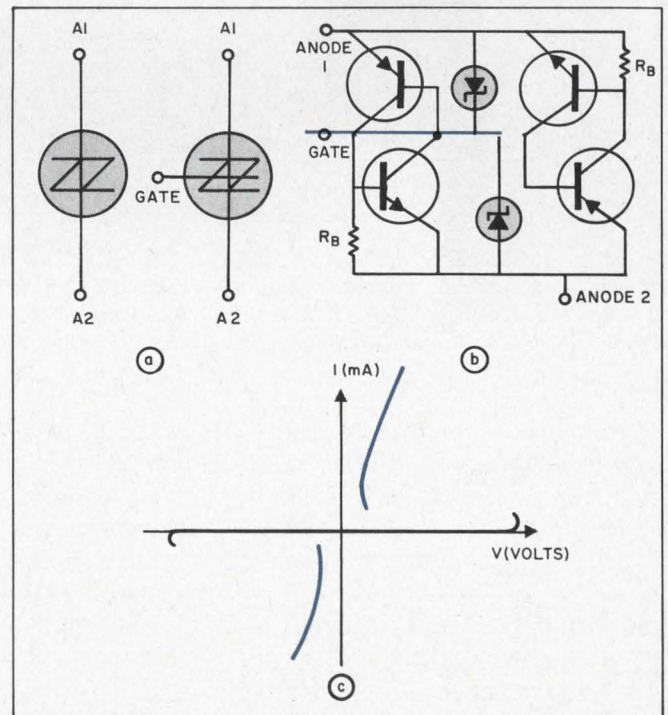 A1
A1
GATE
A2
A2
a
ANODE
1
GATE
RB
RB
ANODE 2
b
I (mA)
V(VOLTS)
c